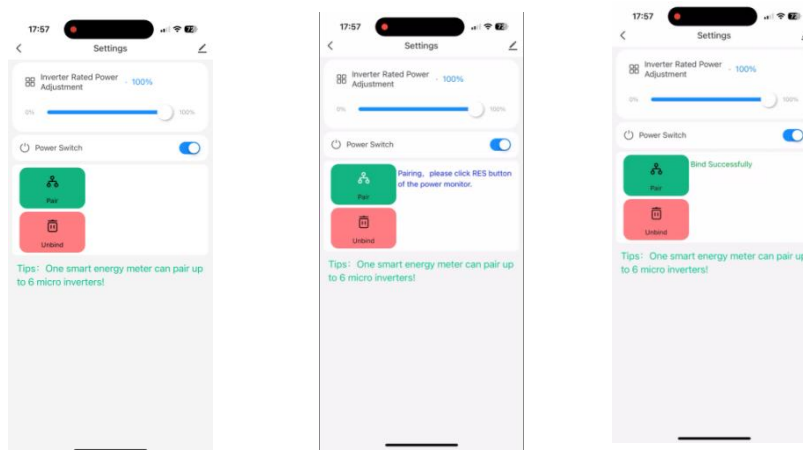 17:57
72
Settings
Inverter Rated Power
Adjustment
100%
0%
100%
Power Switch
Pair
Unbind
Tips: One smart energy meter can pair up
to 6 micro inverters!
17:57
72
Settings
Inverter Rated Power
Adjustment
100%
0%
100%
Power Switch
Pair
Pairing, please click RES button
of the power monitor.
Unbind
Tips: One smart energy meter can pair up
to 6 micro inverters!
17:57
72
Settings
Inverter Rated Power
Adjustment
100%
0%
100%
Power Switch
Pair
Bind Successfully
Unbind
Tips: One smart energy meter can pair up
to 6 micro inverters!